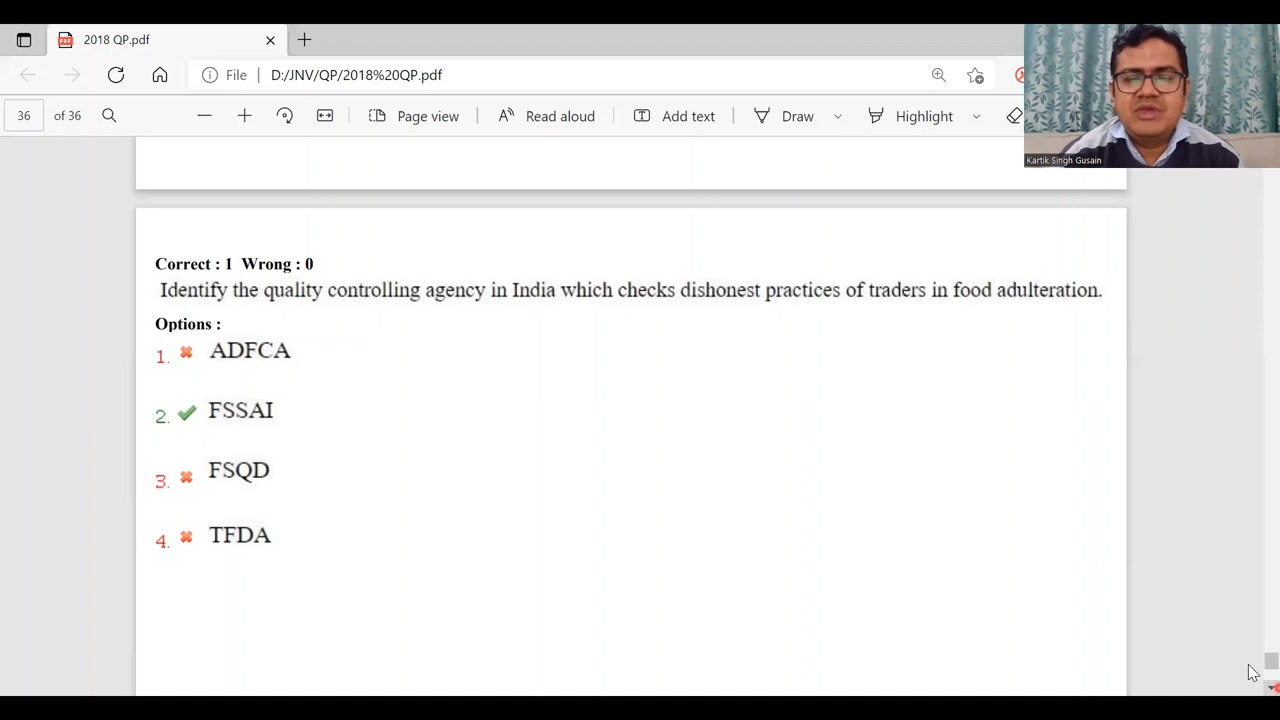 2018 QP.pdf
File D:/JNV/QP/2018%20QP.pdf
36 of 36 Page view Read aloud Add text Draw Highlight
Kartik Singh Gusain
Correct : 1 Wrong : 0
Identify the quality controlling agency in India which checks dishonest practices of traders in food adulteration.
Options :
1. ADFCA
2. FSSAI
3. FSQD
4. TFDA